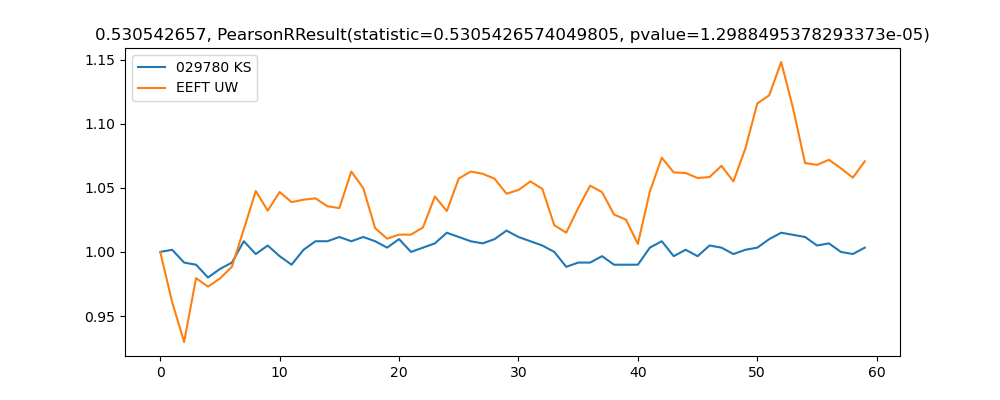 0.530542657, PearsonRResult(statistic=0.5305426574049805, pvalue=1.2988495378293373e-05)
029780 KS
EEFT UW
1.15
1.10
1.05
1.00
0.95
0 10 20 30 40 50 60